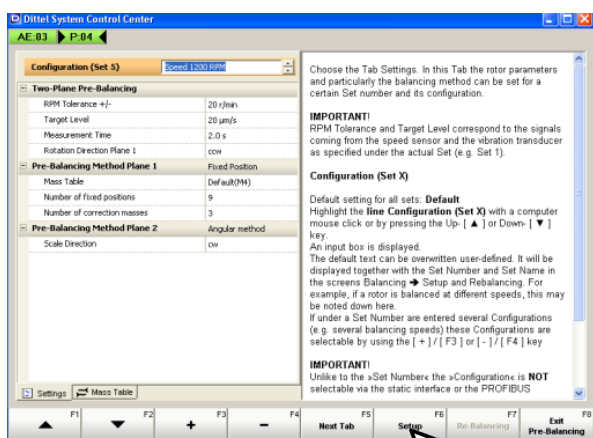 Dittel System Control Center
AE:03 ▶ P:04 ◀
Configuration (Set 5) Speed 1200 RPM
Two-Plane Pre-Balancing
RPM Tolerance +/- 20 r/min
Target Level 20 µm/s
Measurement Time 2.0 s
Rotation Direction Plane 1 ccw
Pre-Balancing Method Plane 1 Fixed Position
Mass Table Default(M4)
Number of fixed positions 9
Number of correction masses 3
Pre-Balancing Method Plane 2 Angular method
Scale Direction cw
Settings Mass Table
Choose the Tab Settings. In this Tab the rotor parameters
and particularly the balancing method can be set for a
certain Set number and its configuration.
IMPORTANT!
RPM Tolerance and Target Level correspond to the signals
coming from the speed sensor and the vibration transducer
as specified under the actual Set (e.g. Set 1).
Configuration (Set X)
Default setting for all sets: Default
Highlight the line Configuration (Set X) with a computer
mouse click or by pressing the Up- [ ▲ ] or Down- [ ▼ ]
key.
An input box is displayed.
The default text can be overwritten user-defined. It will be
displayed together with the Set Number and Set Name in
the screens Balancing ➔ Setup and Rebalancing. For
example, if a rotor is balanced at different speeds, this may
be noted down here.
If under a Set Number are entered several Configurations
(e.g. several balancing speeds) these Configurations are
selectable by using the [ + ] / [ F3 ] or [ - ] / [ F4 ] key
IMPORTANT!
Unlike to the »Set Number« the »Configuration« is NOT
selectable via the static interface or the PROFIBUS
▲ F1 ▼ F2 + F3 – F4 Next Tab F5 Setup F6 Re-Balancing F7 Exit Pre-Balancing F8